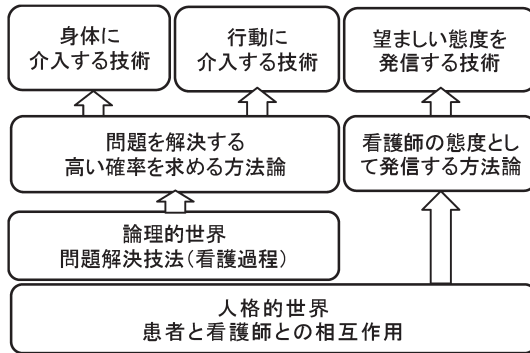 身体に
介入する技術
行動に
介入する技術
望ましい態度を
発信する技術
問題を解決する
高い確率を求める方法論
看護師の態度とし
て発信する方法論
論理的世界
問題解決技法（看護過程）
人格的世界
患者と看護師との相互作用